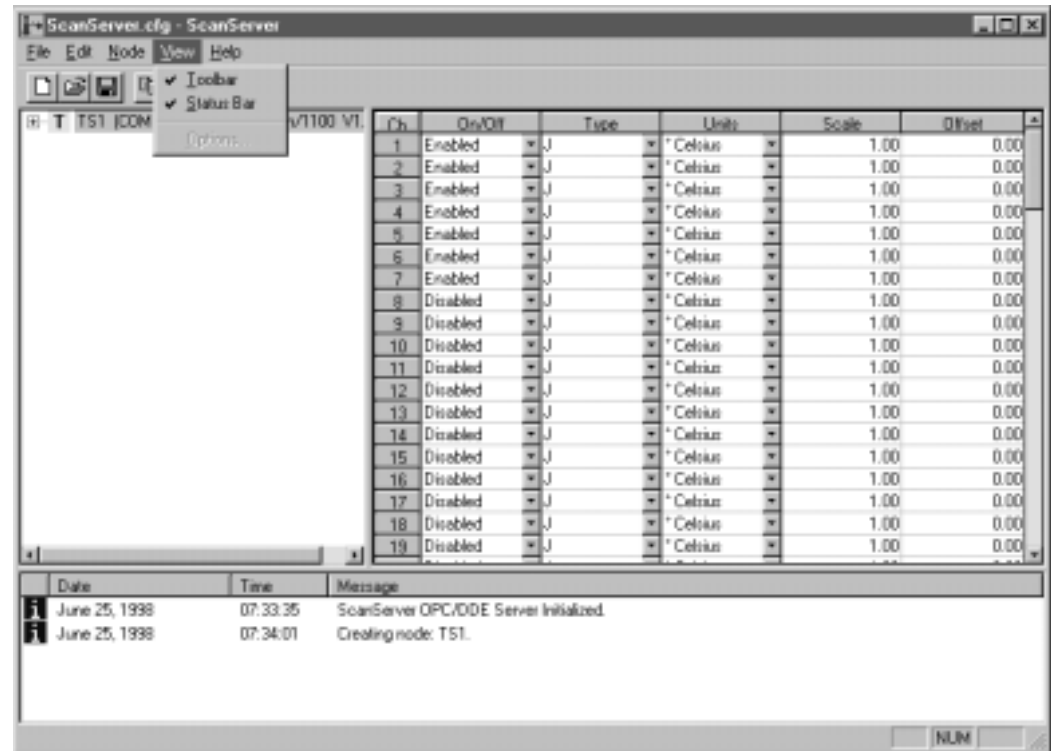 ScanServer.cfg - ScanServer
File Edit Node View Help
Toolbar
Status Bar
Options...
TS1 [COM n/1100 V1.
Ch On/Off Type Units Scale Offset
1 Enabled J ° Celsius 1.00 0.00
2 Enabled J ° Celsius 1.00 0.00
3 Enabled J ° Celsius 1.00 0.00
4 Enabled J ° Celsius 1.00 0.00
5 Enabled J ° Celsius 1.00 0.00
6 Enabled J ° Celsius 1.00 0.00
7 Enabled J ° Celsius 1.00 0.00
8 Disabled J ° Celsius 1.00 0.00
9 Disabled J ° Celsius 1.00 0.00
10 Disabled J ° Celsius 1.00 0.00
11 Disabled J ° Celsius 1.00 0.00
12 Disabled J ° Celsius 1.00 0.00
13 Disabled J ° Celsius 1.00 0.00
14 Disabled J ° Celsius 1.00 0.00
15 Disabled J ° Celsius 1.00 0.00
16 Disabled J ° Celsius 1.00 0.00
17 Disabled J ° Celsius 1.00 0.00
18 Disabled J ° Celsius 1.00 0.00
19 Disabled J ° Celsius 1.00 0.00
Date Time Message
June 25, 1998 07:33:35 ScanServer OPC/DDE Server Initialized.
June 25, 1998 07:34:01 Creating node: TS1.
NUM